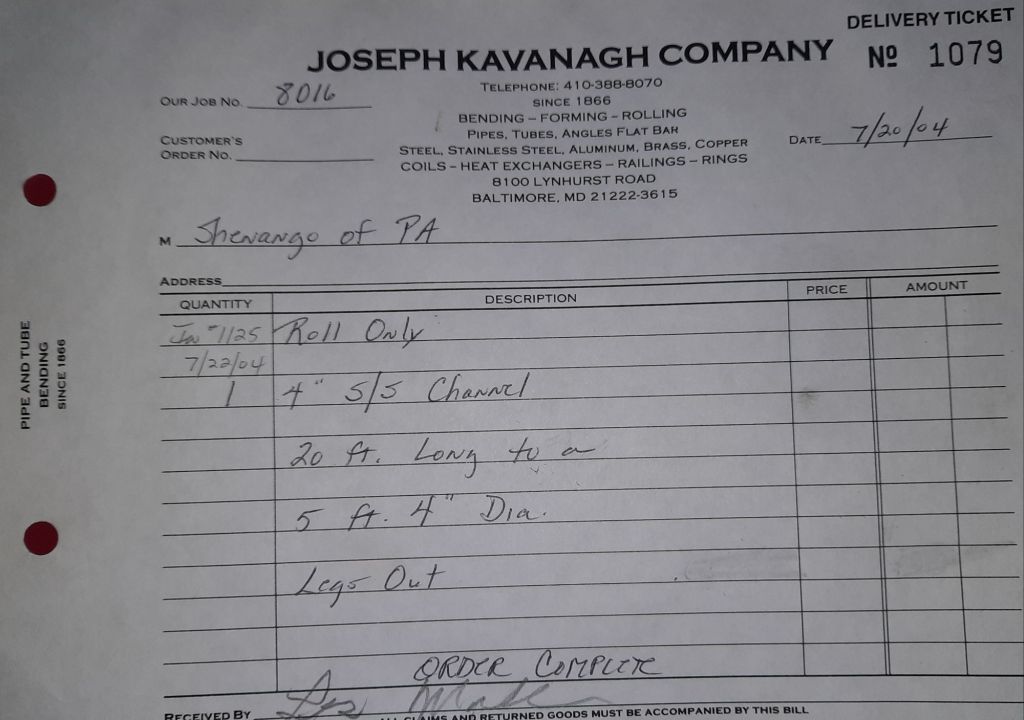 DELIVERY TICKET
JOSEPH KAVANAGH COMPANY
Nº 1079
TELEPHONE: 410-388-8070
OUR JOB NO. 8016
SINCE 1866
BENDING – FORMING – ROLLING
PIPES, TUBES, ANGLES FLAT BAR
CUSTOMER'S
ORDER NO.
DATE 7/20/04
STEEL, STAINLESS STEEL, ALUMINUM, BRASS, COPPER
COILS – HEAT EXCHANGERS – RAILINGS – RINGS
8100 LYNHURST ROAD
BALTIMORE, MD 21222-3615
M Shenango of PA
ADDRESS
QUANTITY DESCRIPTION PRICE AMOUNT
#1125 Roll Only
7/22/04
1 4" S/S Channel
20 ft. Long to a
5 ft. 4" Dia.
Legs Out
ORDER COMPLETE
RECEIVED BY
ALL CLAIMS AND RETURNED GOODS MUST BE ACCOMPANIED BY THIS BILL
PIPE AND TUBE
BENDING
SINCE 1866